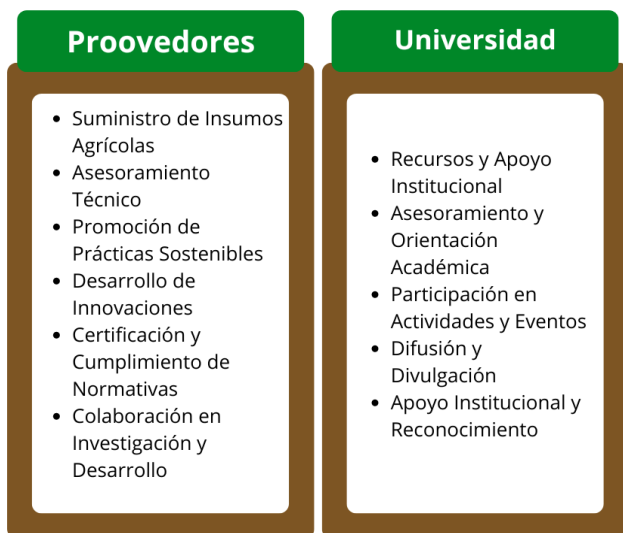 Proovedores
• Suministro de Insumos
Agrícolas
• Asesoramiento
Técnico
• Promoción de
Prácticas Sostenibles
• Desarrollo de
Innovaciones
• Certificación y
Cumplimiento de
Normativas
• Colaboración en
Investigación y
Desarrollo
Universidad
• Recursos y Apoyo
Institucional
• Asesoramiento y
Orientación
Académica
• Participación en
Actividades y Eventos
• Difusión y
Divulgación
• Apoyo Institucional y
Reconocimiento